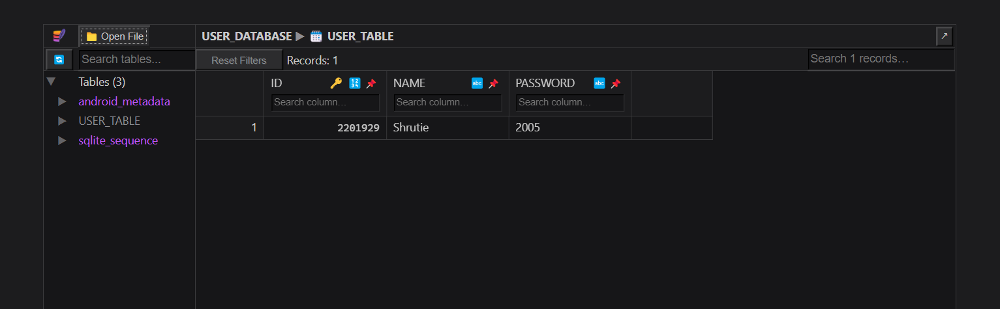 Open File
USER_DATABASE ▶ USER_TABLE
Search tables...
Reset Filters
Records: 1
Search 1 records…
Tables (3)
android_metadata
USER_TABLE
sqlite_sequence
ID NAME PASSWORD
Search column… Search column… Search column…
1 2201929 Shrutie 2005